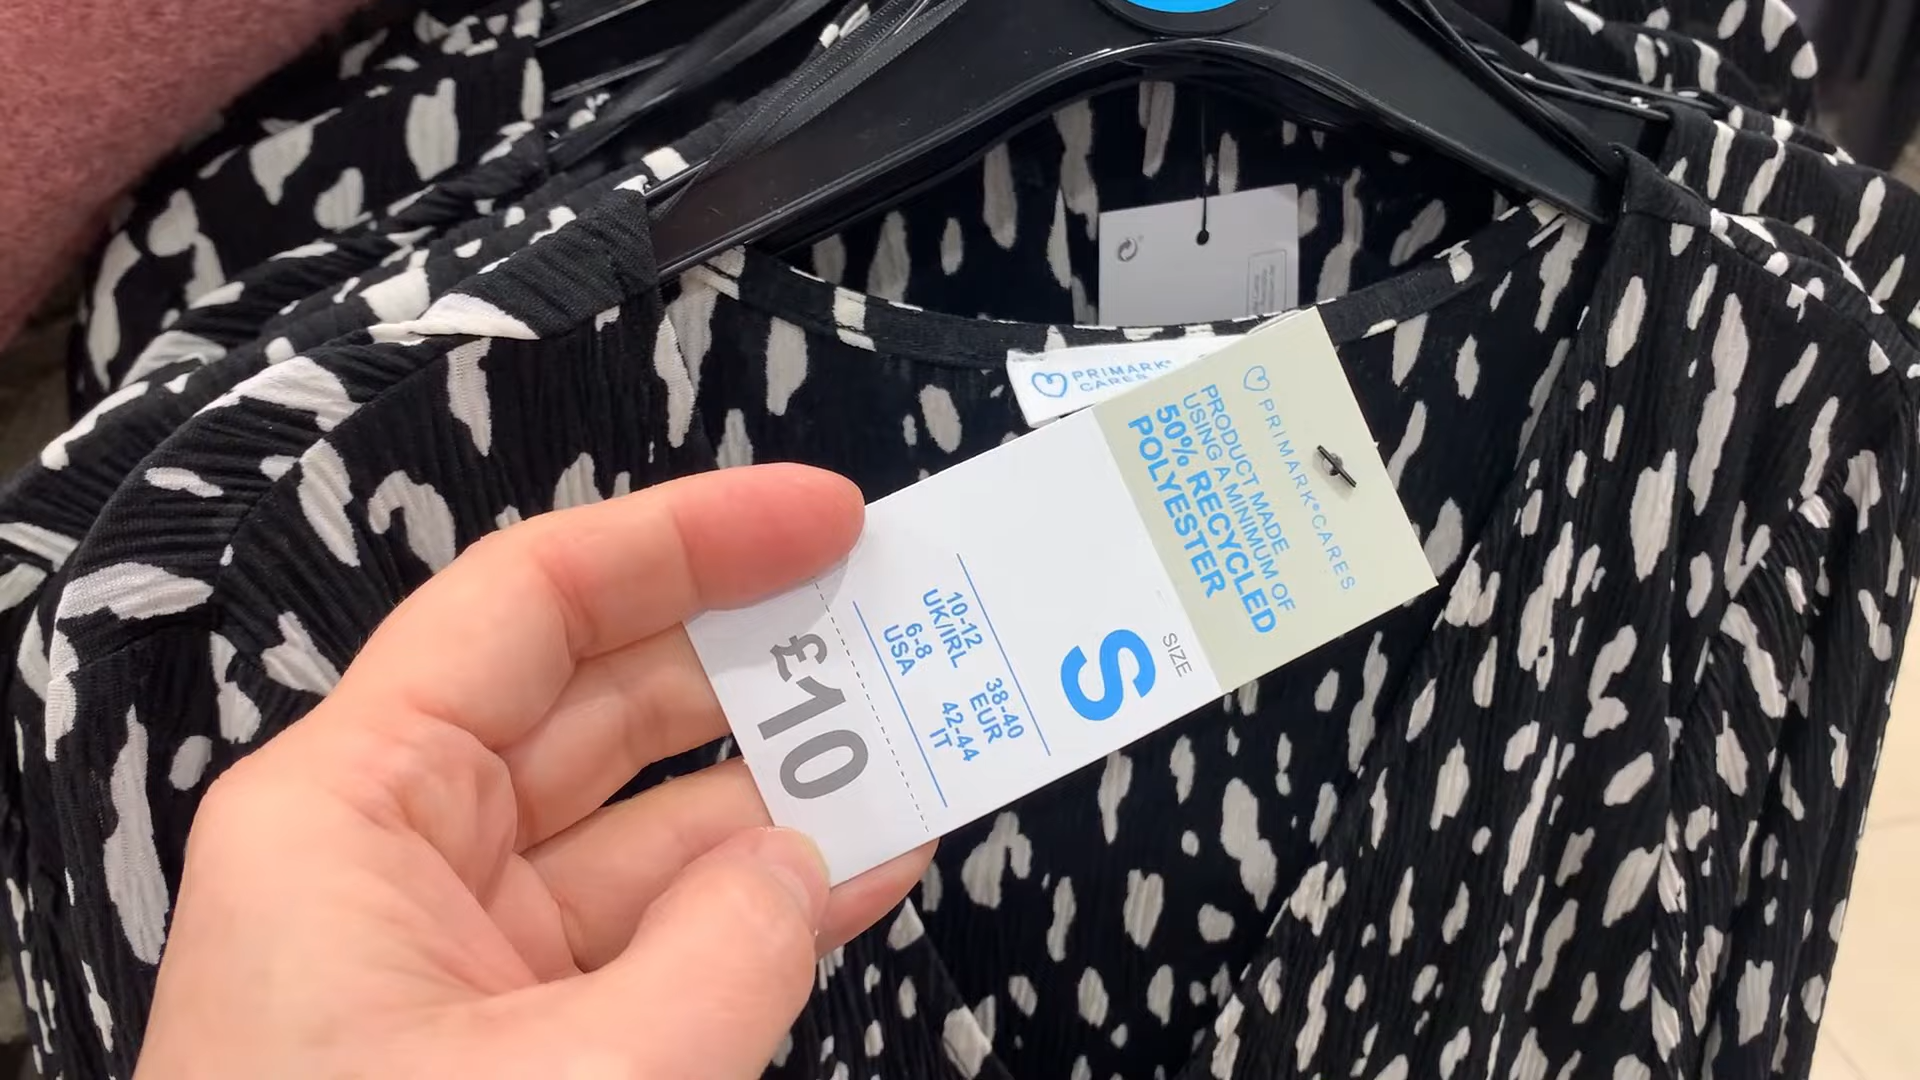 PRIMARK®
CARES
PRIMARK®CARES
PRODUCT MADE
USING A MINIMUM OF
50% RECYCLED
POLYESTER
SIZE
S
10-12
UK/IRL
38-40
EUR
6-8
USA
42-44
IT
£10